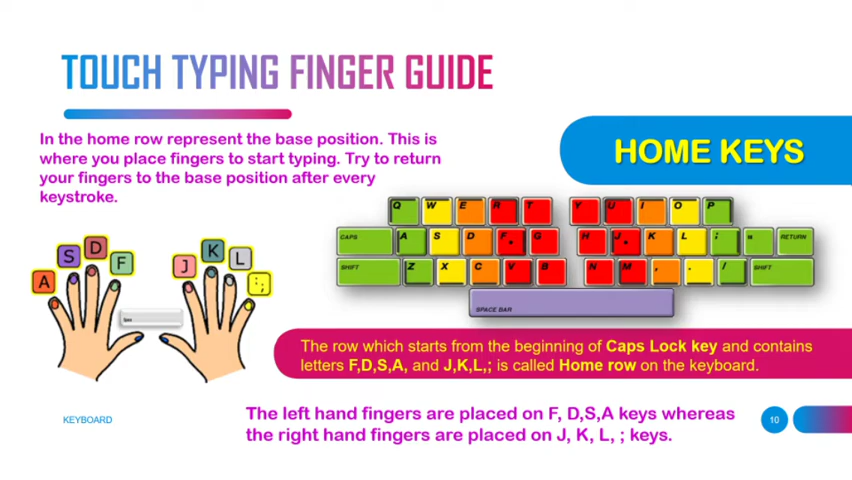 TOUCH TYPING FINGER GUIDE
In the home row represent the base position. This is
where you place fingers to start typing. Try to return
your fingers to the base position after every
keystroke.
HOME KEYS
Q W E R T Y U I O P
CAPS A S D F G H J K L ; " RETURN
SHIFT Z X C V B N M , . / SHIFT
SPACE BAR
A S D F J K L : ;
The row which starts from the beginning of Caps Lock key and contains
letters F,D,S,A, and J,K,L,; is called Home row on the keyboard.
The left hand fingers are placed on F, D,S,A keys whereas
the right hand fingers are placed on J, K, L, ; keys.
KEYBOARD
10